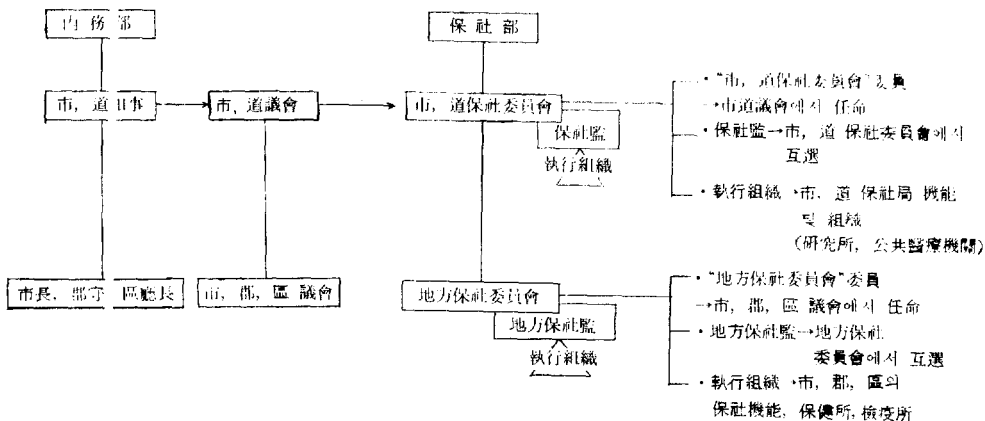 內務部
保社部
市, 道知事
市, 道議會
市, 道保社委員會
保社監
執行組織
・"市, 道保社委員會"委員
→市道議會에서 任命
・保社監→市, 道 保社委員會에서
互選
・執行組織→市, 道 保社局 機能
및 組織
(硏究所, 公共醫療機關)
市長, 郡守 區廳長
市, 郡, 區 議會
地方保社委員會
地方保社監
執行組織
・"地方保社委員會"委員
→市, 郡, 區 議會에서 任命
・地方保社監→地方保社
委員會에서 互選
・執行組織→市, 郡, 區의
保社機能, 保健所, 檢疫所